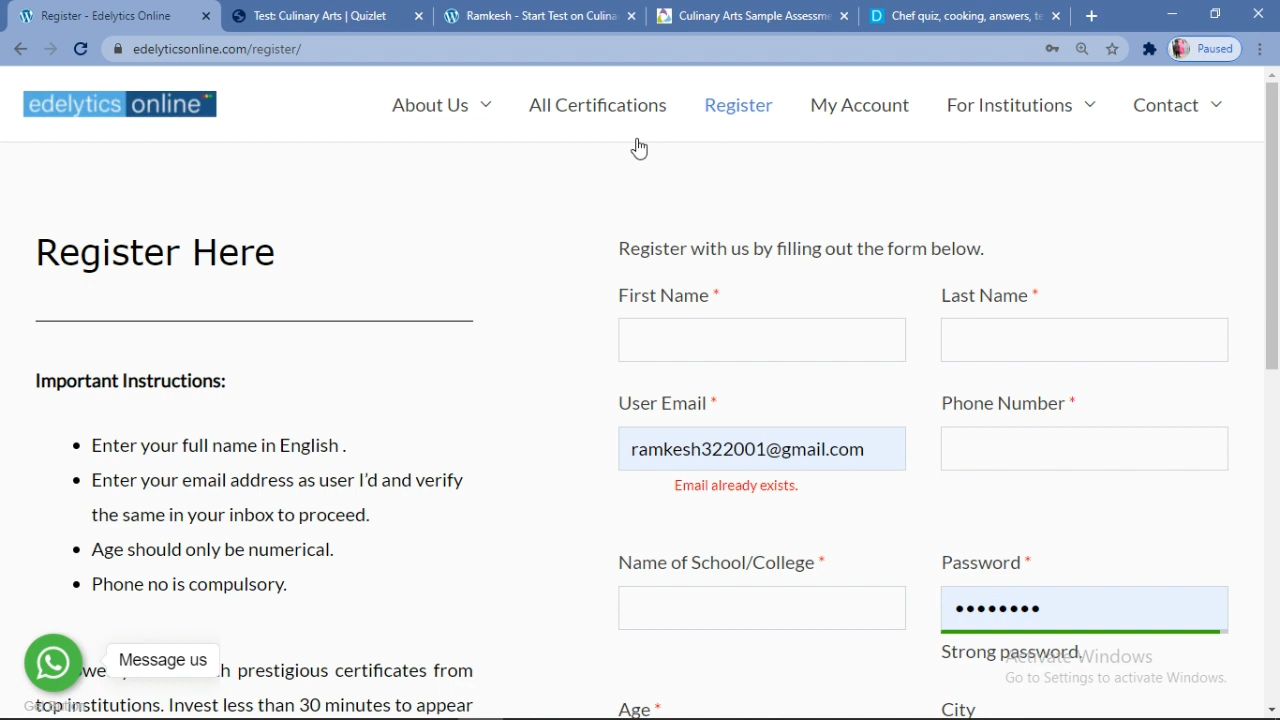 Register - Edelytics Online
Test: Culinary Arts | Quizlet
Ramkesh - Start Test on Culina
Culinary Arts Sample Assessme
Chef quiz, cooking, answers, te
edelyticsonline.com/register/
Paused
edelytics online
About Us
All Certifications
Register
My Account
For Institutions
Contact
Register Here
Important Instructions:
• Enter your full name in English .
• Enter your email address as user I'd and verify
the same in your inbox to proceed.
• Age should only be numerical.
• Phone no is compulsory.
Message us
h prestigious certificates from
top institutions. Invest less than 30 minutes to appear
Register with us by filling out the form below.
First Name *
Last Name *
User Email *
Phone Number *
ramkesh322001@gmail.com
Email already exists.
Name of School/College *
Password *
••••••••
Strong password.
Activate Windows
Go to Settings to activate Windows.
Age *
City